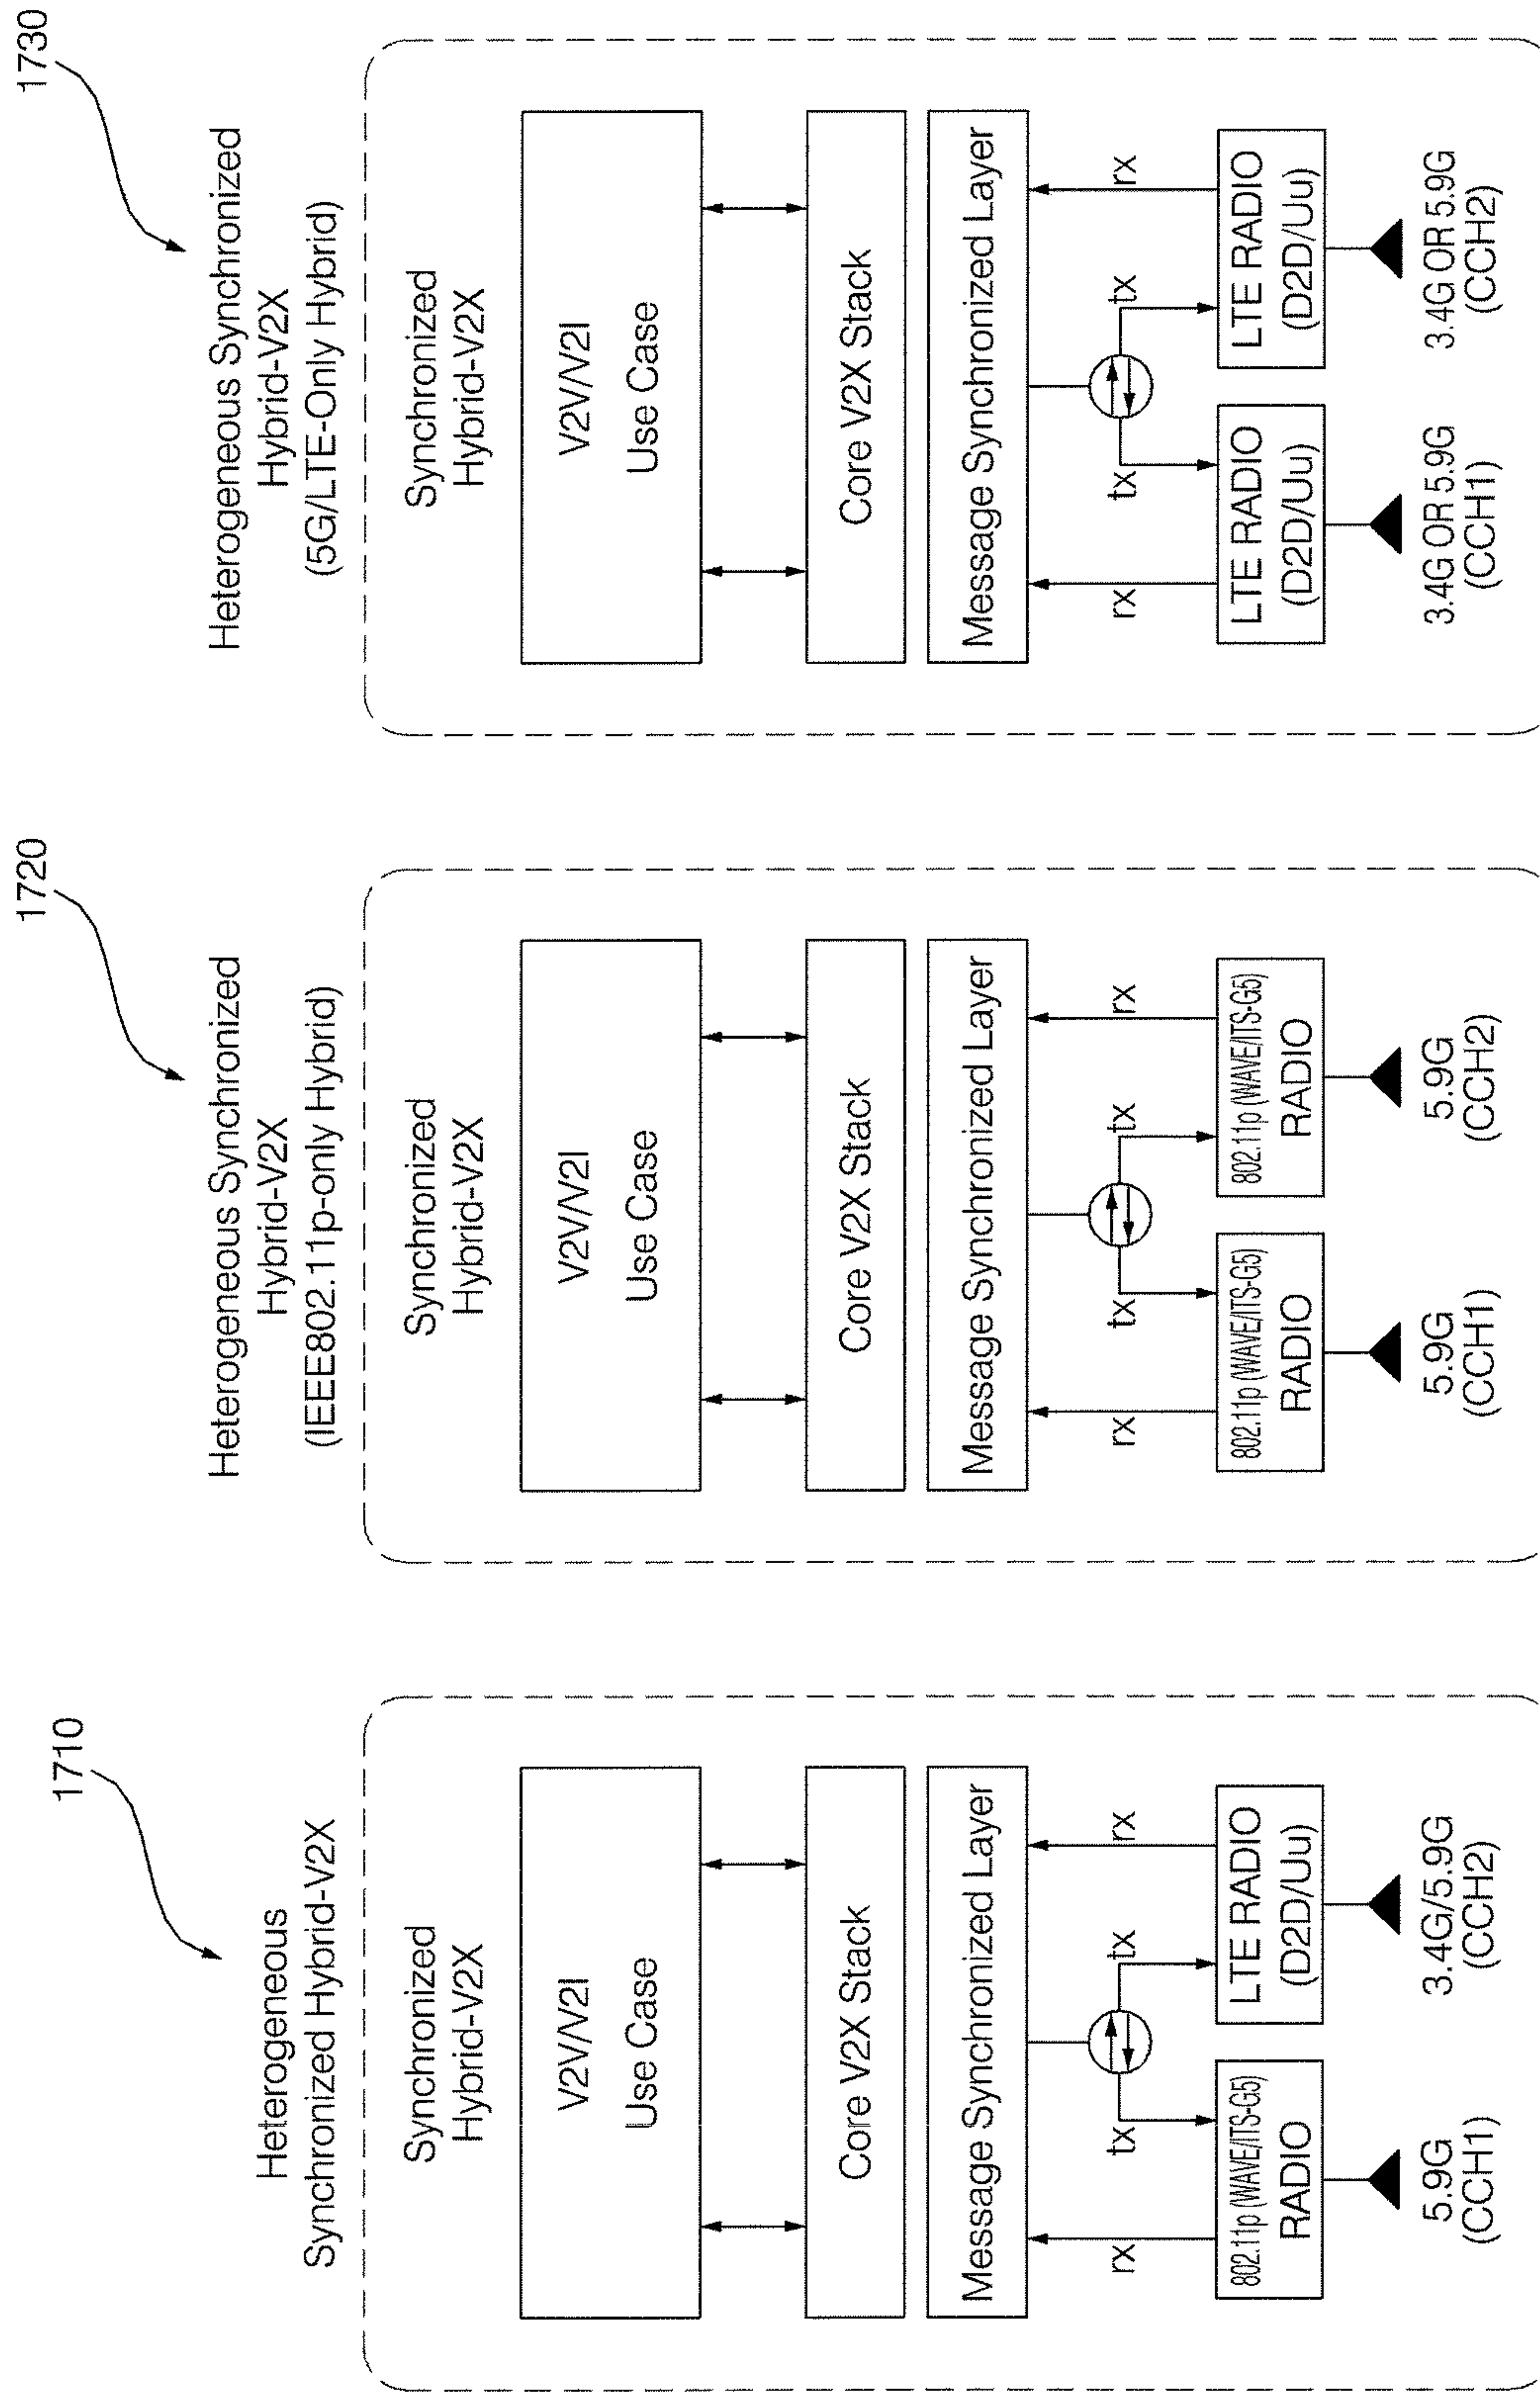 1710
Heterogeneous
Synchronized Hybrid-V2X
Synchronized
Hybrid-V2X
V2V/V2I
Use Case
Core V2X Stack
Message Synchronized Layer
rx
tx
tx
rx
802.11p (WAVE/ITS-G5)
RADIO
LTE RADIO
(D2D/Uu)
5.9G
(CCH1)
3.4G/5.9G
(CCH2)
1720
Heterogeneous Synchronized
Hybrid-V2X
(IEEE802.11p-only Hybrid)
Synchronized
Hybrid-V2X
V2V/V2I
Use Case
Core V2X Stack
Message Synchronized Layer
rx
tx
tx
rx
802.11p (WAVE/ITS-G5)
RADIO
802.11p (WAVE/ITS-G5)
RADIO
5.9G
(CCH1)
5.9G
(CCH2)
1730
Heterogeneous Synchronized
Hybrid-V2X
(5G/LTE-Only Hybrid)
Synchronized
Hybrid-V2X
V2V/V2I
Use Case
Core V2X Stack
Message Synchronized Layer
rx
tx
tx
rx
LTE RADIO
(D2D/Uu)
LTE RADIO
(D2D/Uu)
3.4G OR 5.9G
(CCH1)
3.4G OR 5.9G
(CCH2)